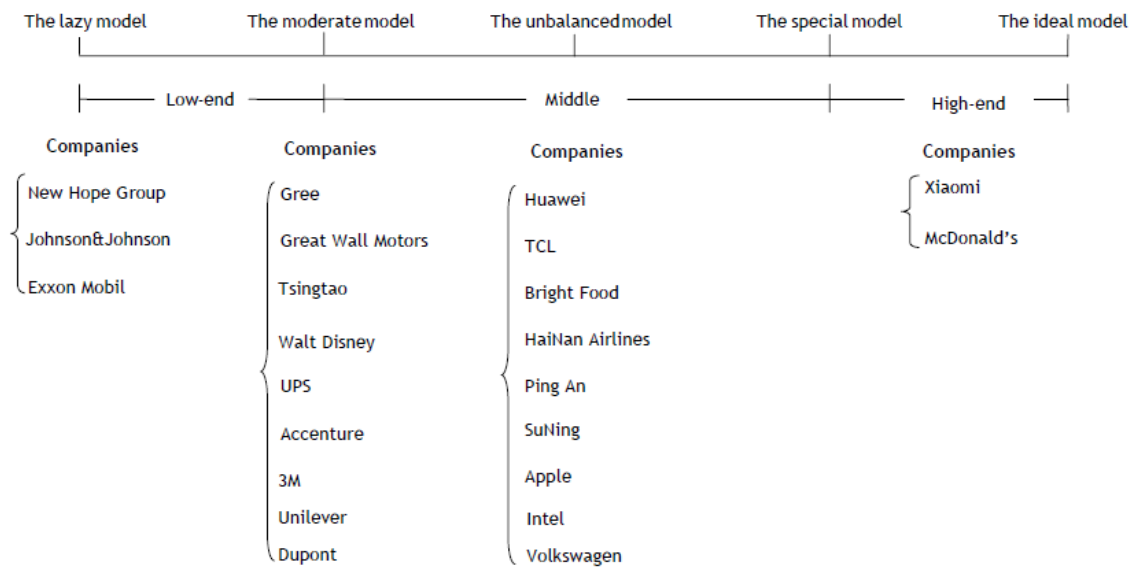 The lazy model
The moderate model
The unbalanced model
The special model
The ideal model
Low-end
Middle
High-end
Companies
New Hope Group
Johnson&Johnson
Exxon Mobil
Companies
Gree
Great Wall Motors
Tsingtao
Walt Disney
UPS
Accenture
3M
Unilever
Dupont
Companies
Huawei
TCL
Bright Food
HaiNan Airlines
Ping An
SuNing
Apple
Intel
Volkswagen
Companies
Xiaomi
McDonald's